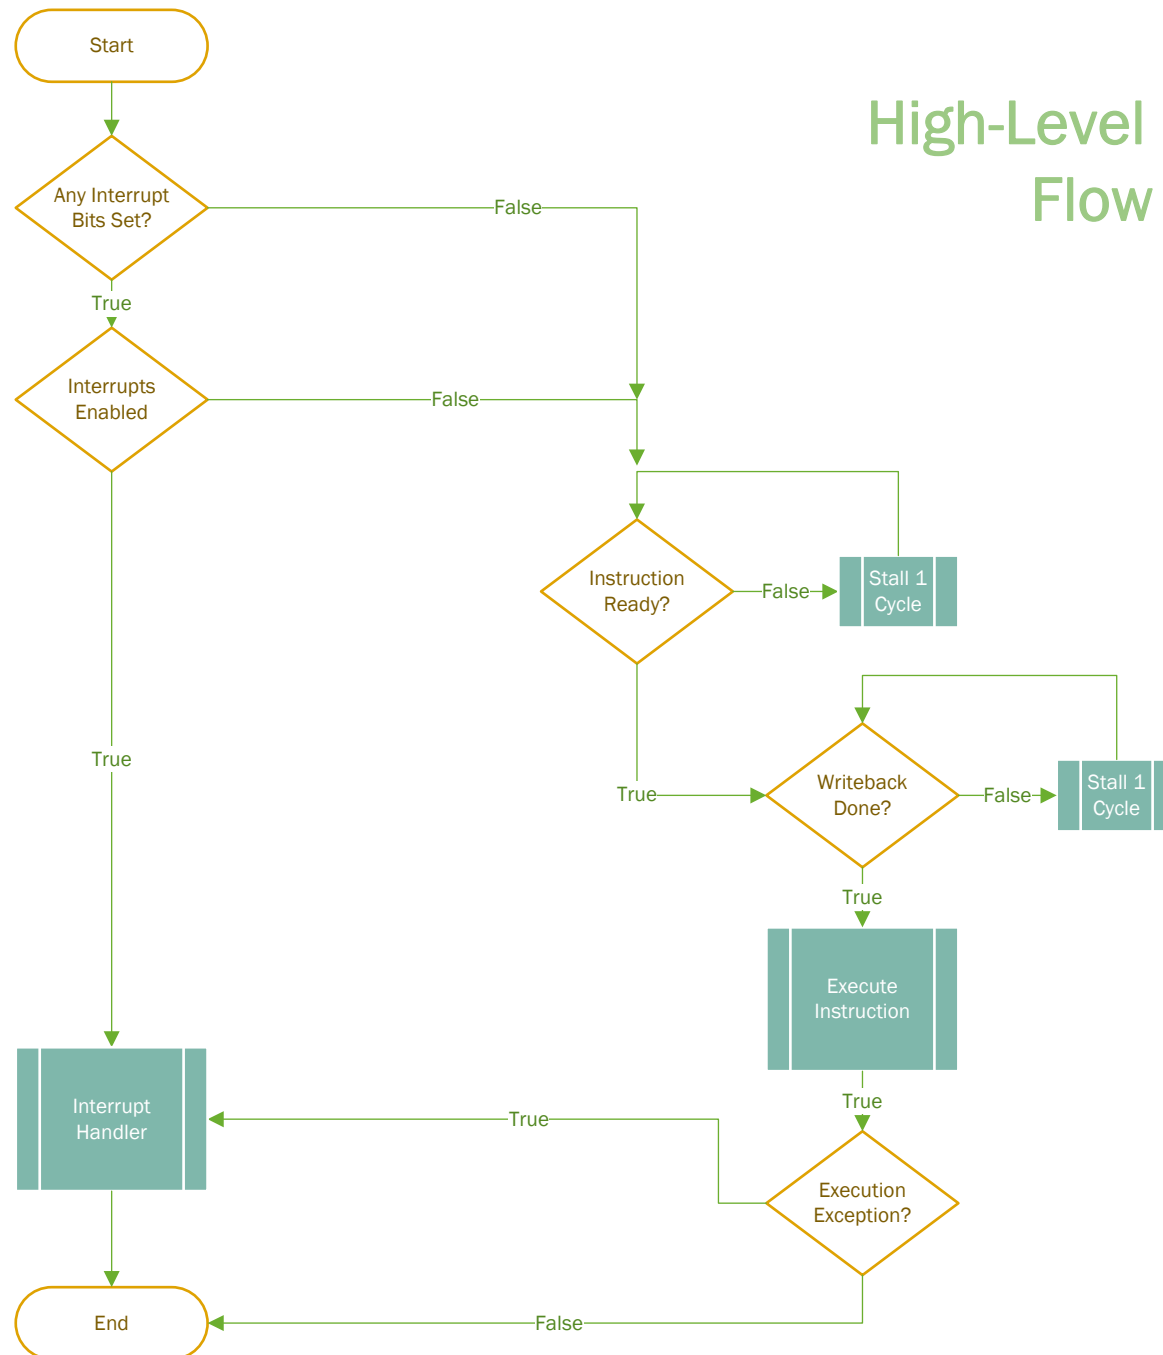 Start
High-Level
Flow
Any Interrupt
Bits Set?
False
True
Interrupts
Enabled
False
Instruction
Ready?
False
Stall 1
Cycle
True
True
Writeback
Done?
False
Stall 1
Cycle
True
Execute
Instruction
True
Interrupt
Handler
True
Execution
Exception?
False
End